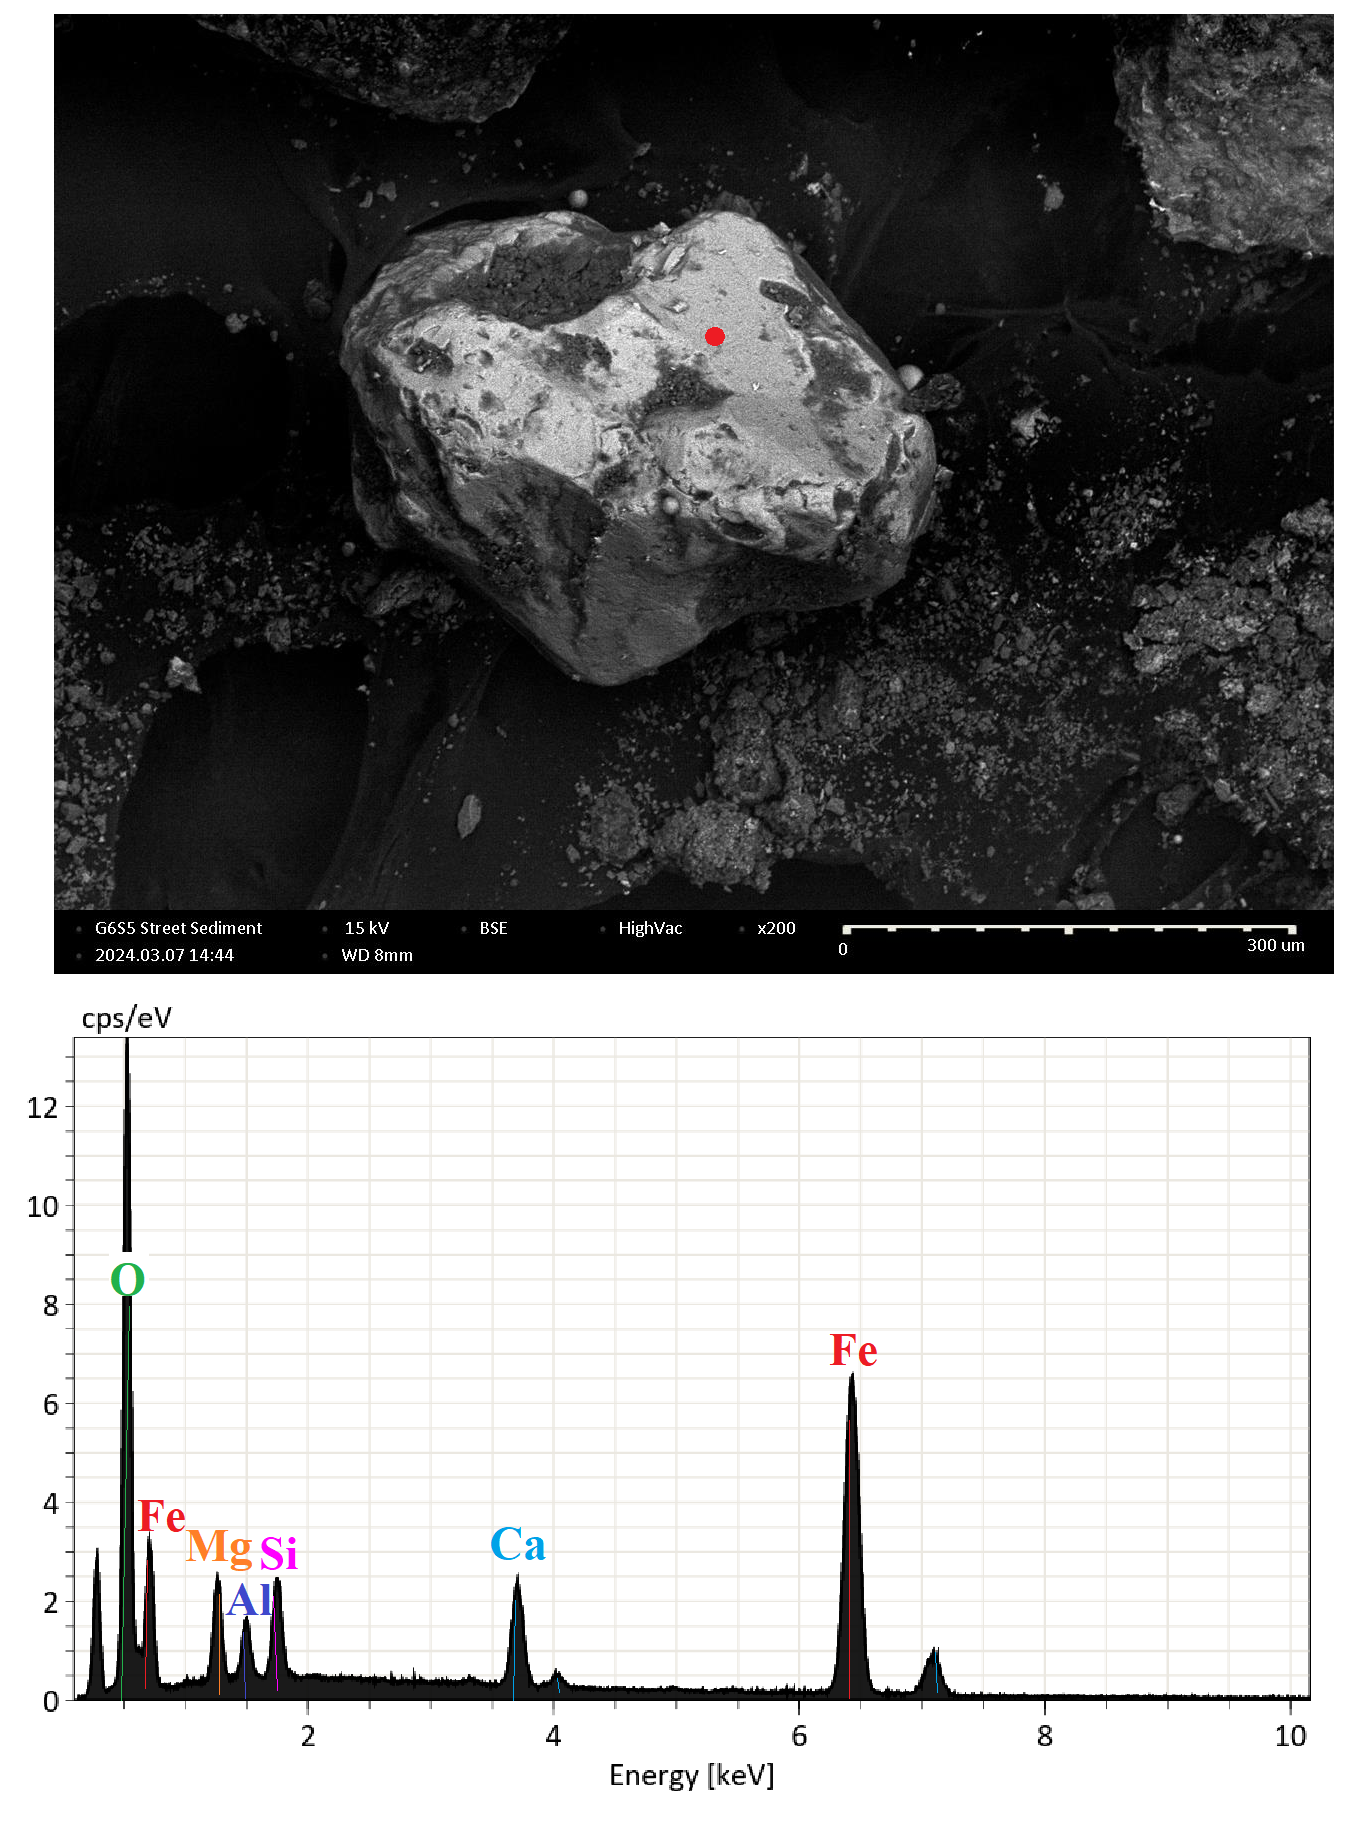 G6S5 Street Sediment 15 kV BSE HighVac x200
2024.03.07 14:44 WD 8mm
0 300 um
cps/eV
12
10
8
6
4
2
0
O
Fe
Mg
Al
Si
Ca
Fe
2 4 6 8 10
Energy [keV]